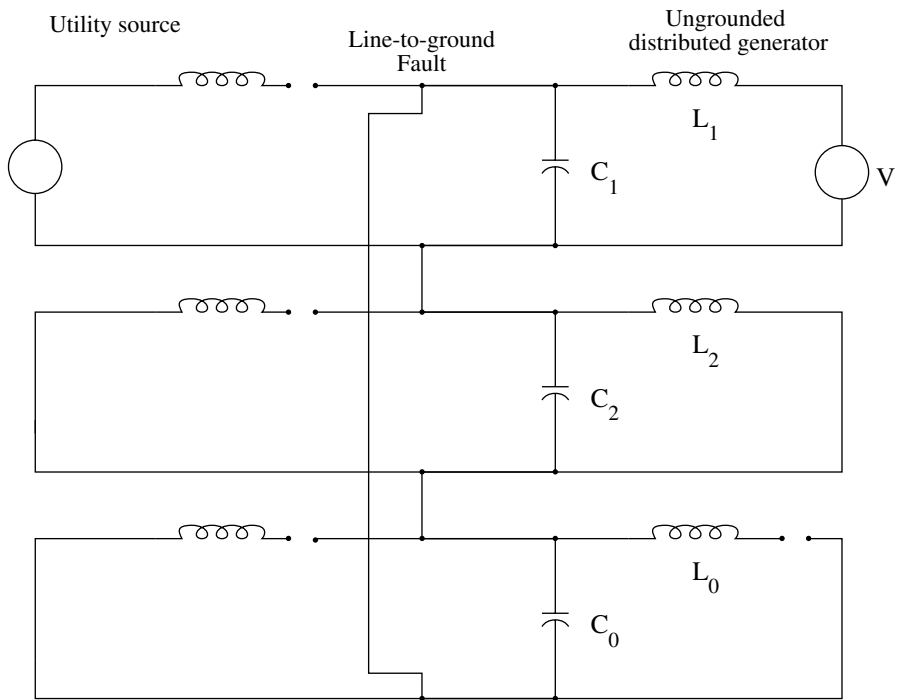 Utility source
Line-to-ground
Fault
Ungrounded
distributed generator
L1
C1
V
L2
C2
L0
C0